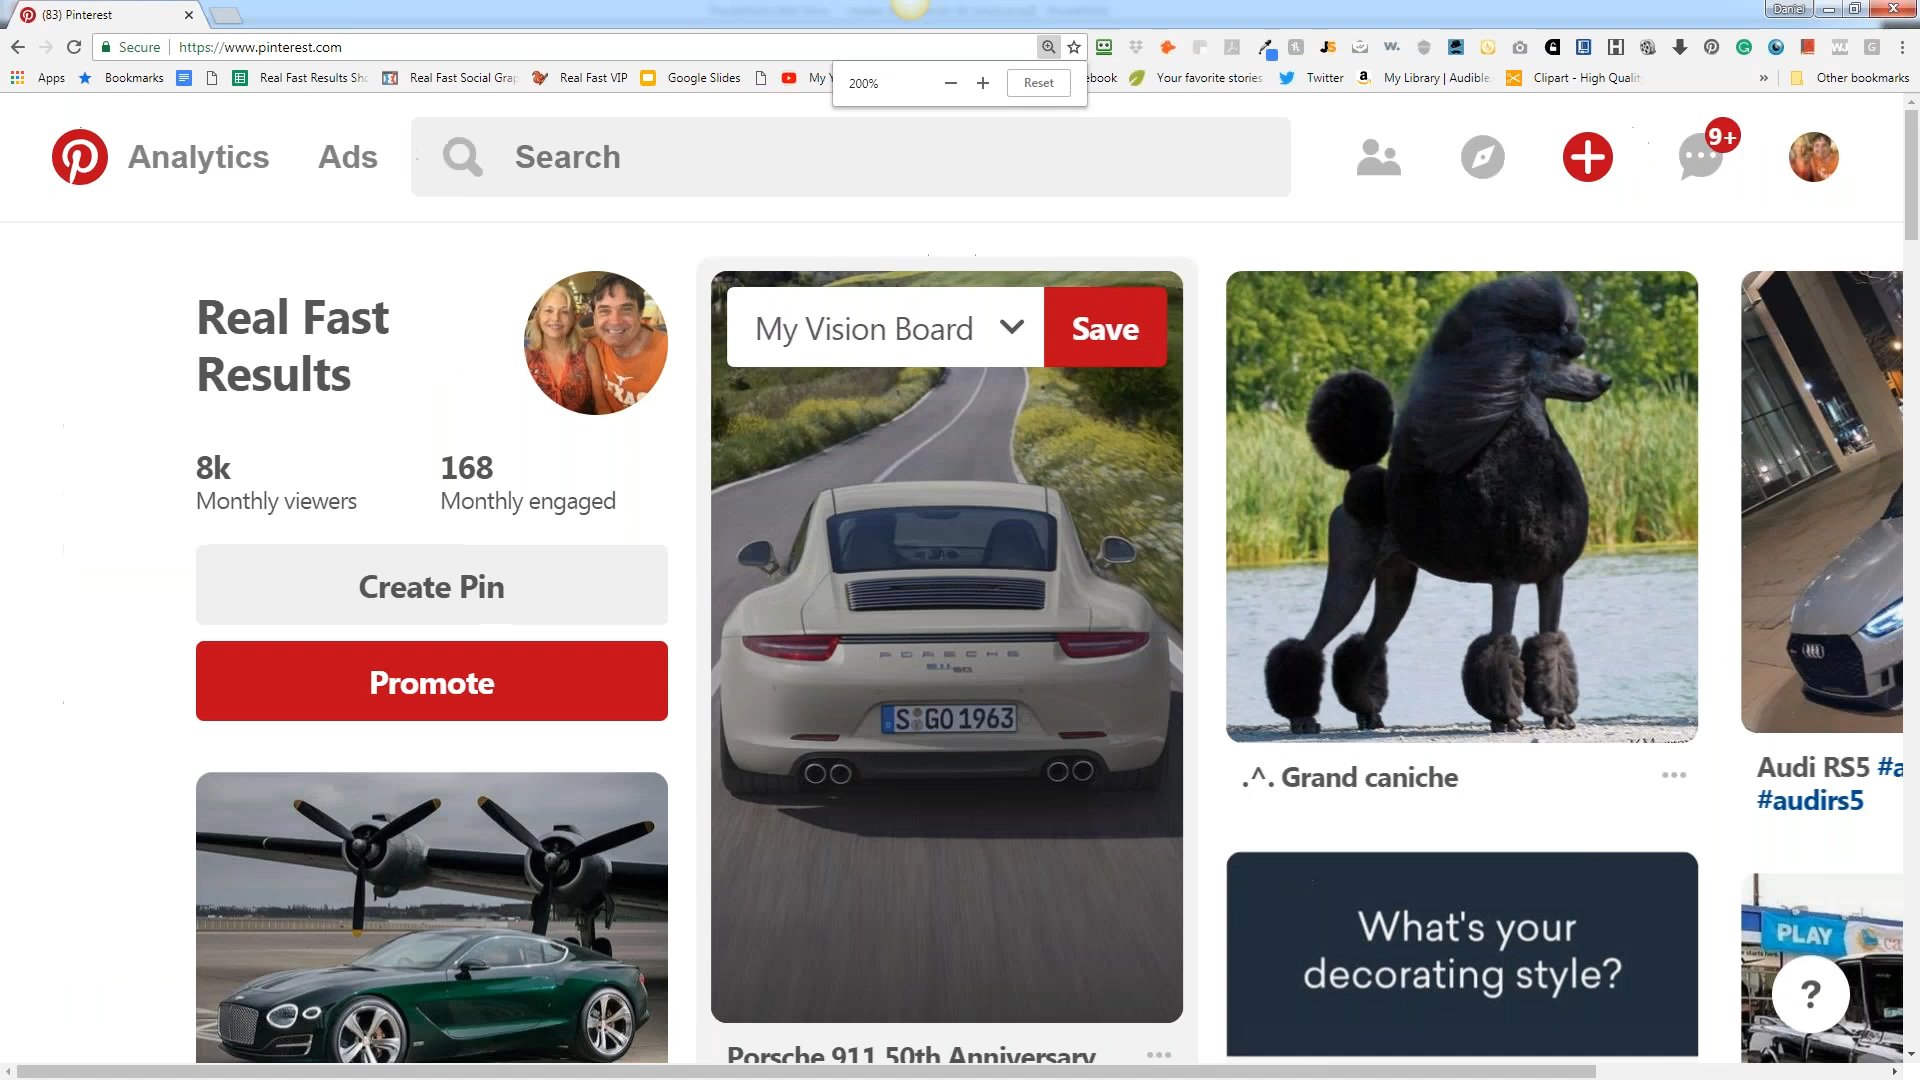 (83) Pinterest
Daniel
Secure
https://www.pinterest.com
Apps
Bookmarks
Real Fast Results Sh
Real Fast Social Grap
Real Fast VIP
Google Slides
My Y
ebook
Your favorite stories
Twitter
My Library | Audible
Clipart - High Qualit
»
Other bookmarks
200%
Reset
Analytics
Ads
Search
9+
Real Fast
Results
8k
Monthly viewers
168
Monthly engaged
Create Pin
Promote
My Vision Board
Save
PORSCHE
S GO 1963
Porsche 911 50th Anniversary
.^. Grand caniche
What's your
decorating style?
Audi RS5 #a
#audirs5
PLAY
?